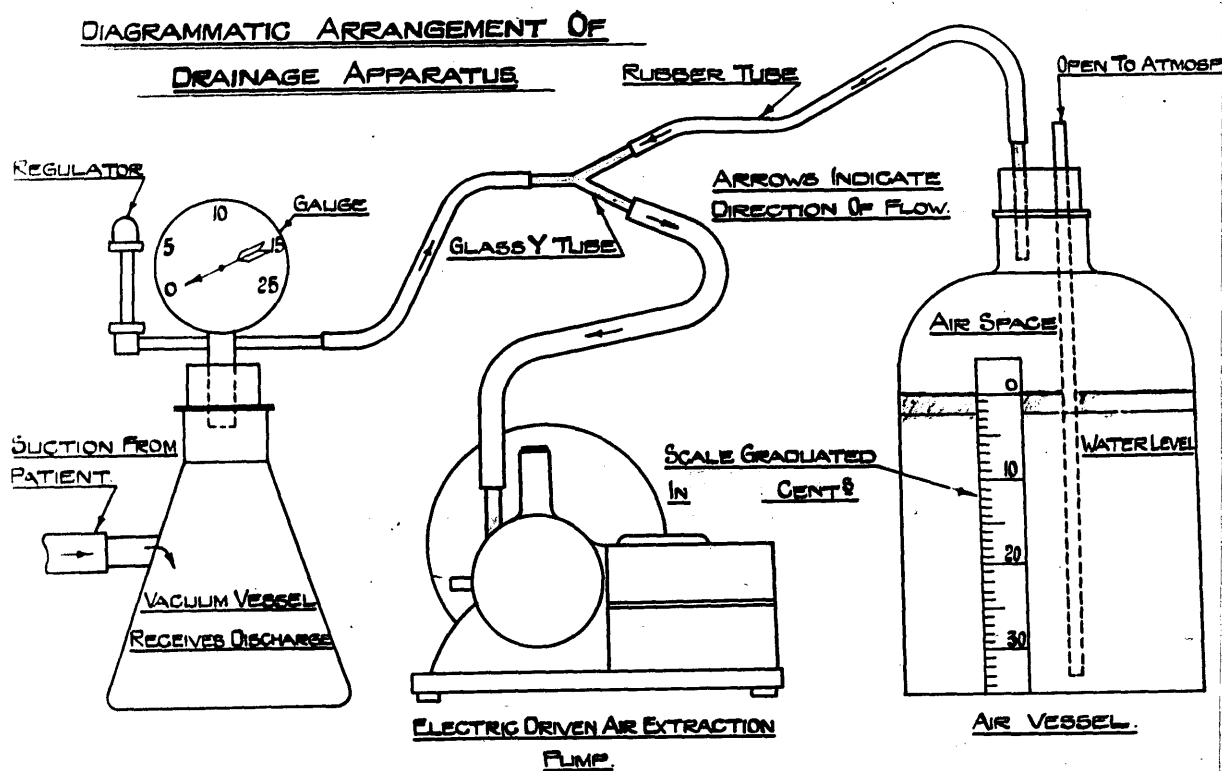 DIAGRAMMATIC ARRANGEMENT OF
DRAINAGE APPARATUS
RUBBER TUBE
OPEN TO ATMOSP
REGULATOR
GAUGE
0
5
10
15
25
ARROWS INDICATE
DIRECTION OF FLOW.
GLASS Y TUBE
AIR SPACE
0
10
20
30
WATER LEVEL
SUCTION FROM
PATIENT.
SCALE GRADUATED
IN CENTS
VACUUM VESSEL
RECEIVES DISCHARGE
ELECTRIC DRIVEN AIR EXTRACTION
PUMP.
AIR VESSEL.